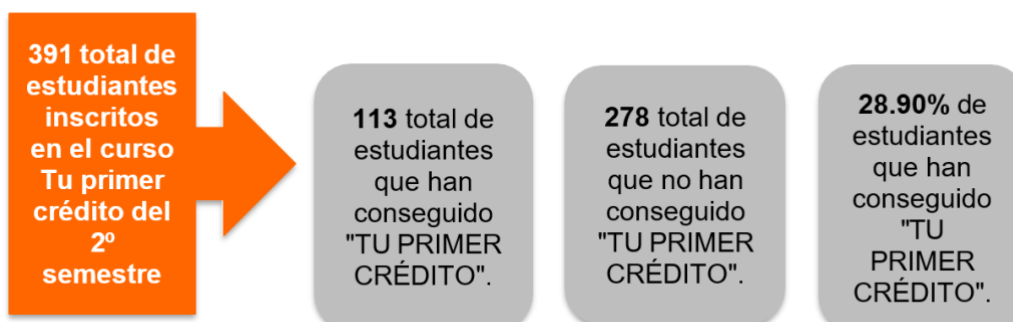 391 total de
estudiantes
inscritos
en el curso
Tu primer
crédito del
2º
semestre
113 total de
estudiantes
que han
conseguido
"TU PRIMER
CRÉDITO".
278 total de
estudiantes
que no han
conseguido
"TU PRIMER
CRÉDITO".
28.90% de
estudiantes
que han
conseguido
"TU
PRIMER
CRÉDITO".